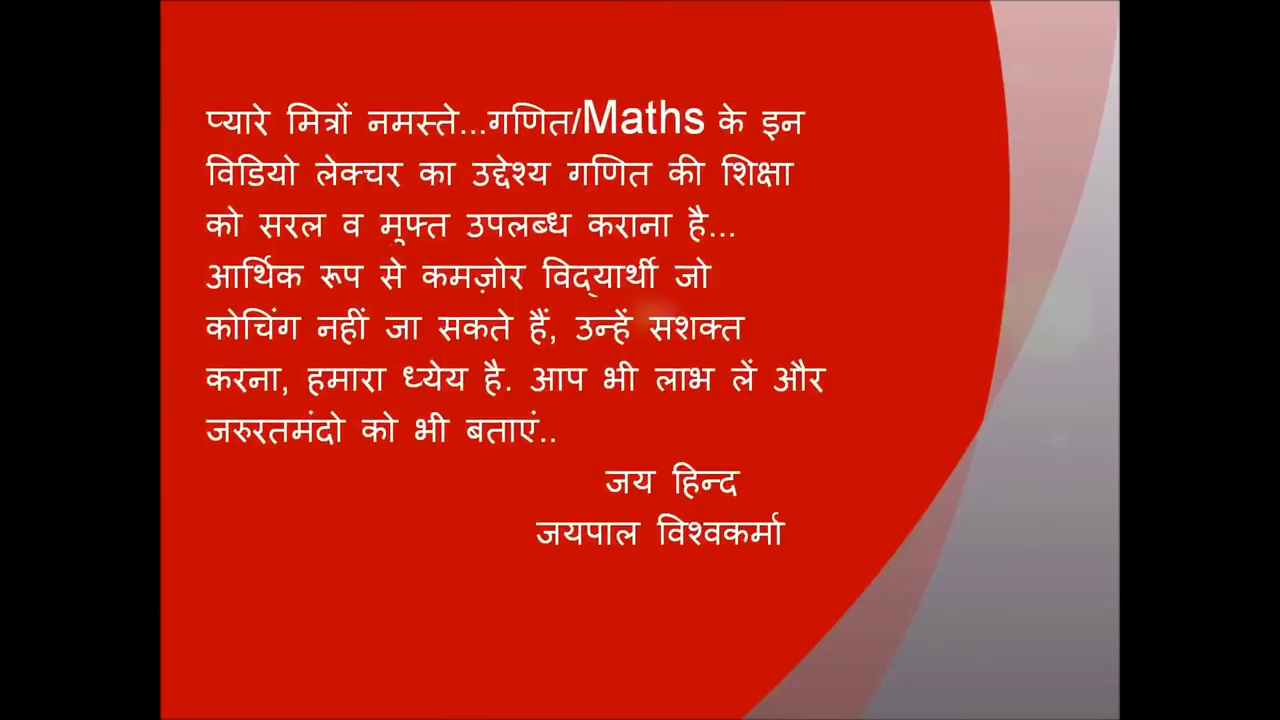 प्यारे मित्रों नमस्ते...गणित/Maths के इन
विडियो लेक्चर का उद्देश्य गणित की शिक्षा
को सरल व मुफ्त उपलब्ध कराना है...
आर्थिक रूप से कमज़ोर विद्यार्थी जो
कोचिंग नहीं जा सकते हैं, उन्हें सशक्त
करना, हमारा ध्येय है. आप भी लाभ लें और
जरुरतमंदो को भी बताएं..
जय हिन्द
जयपाल विश्वकर्मा